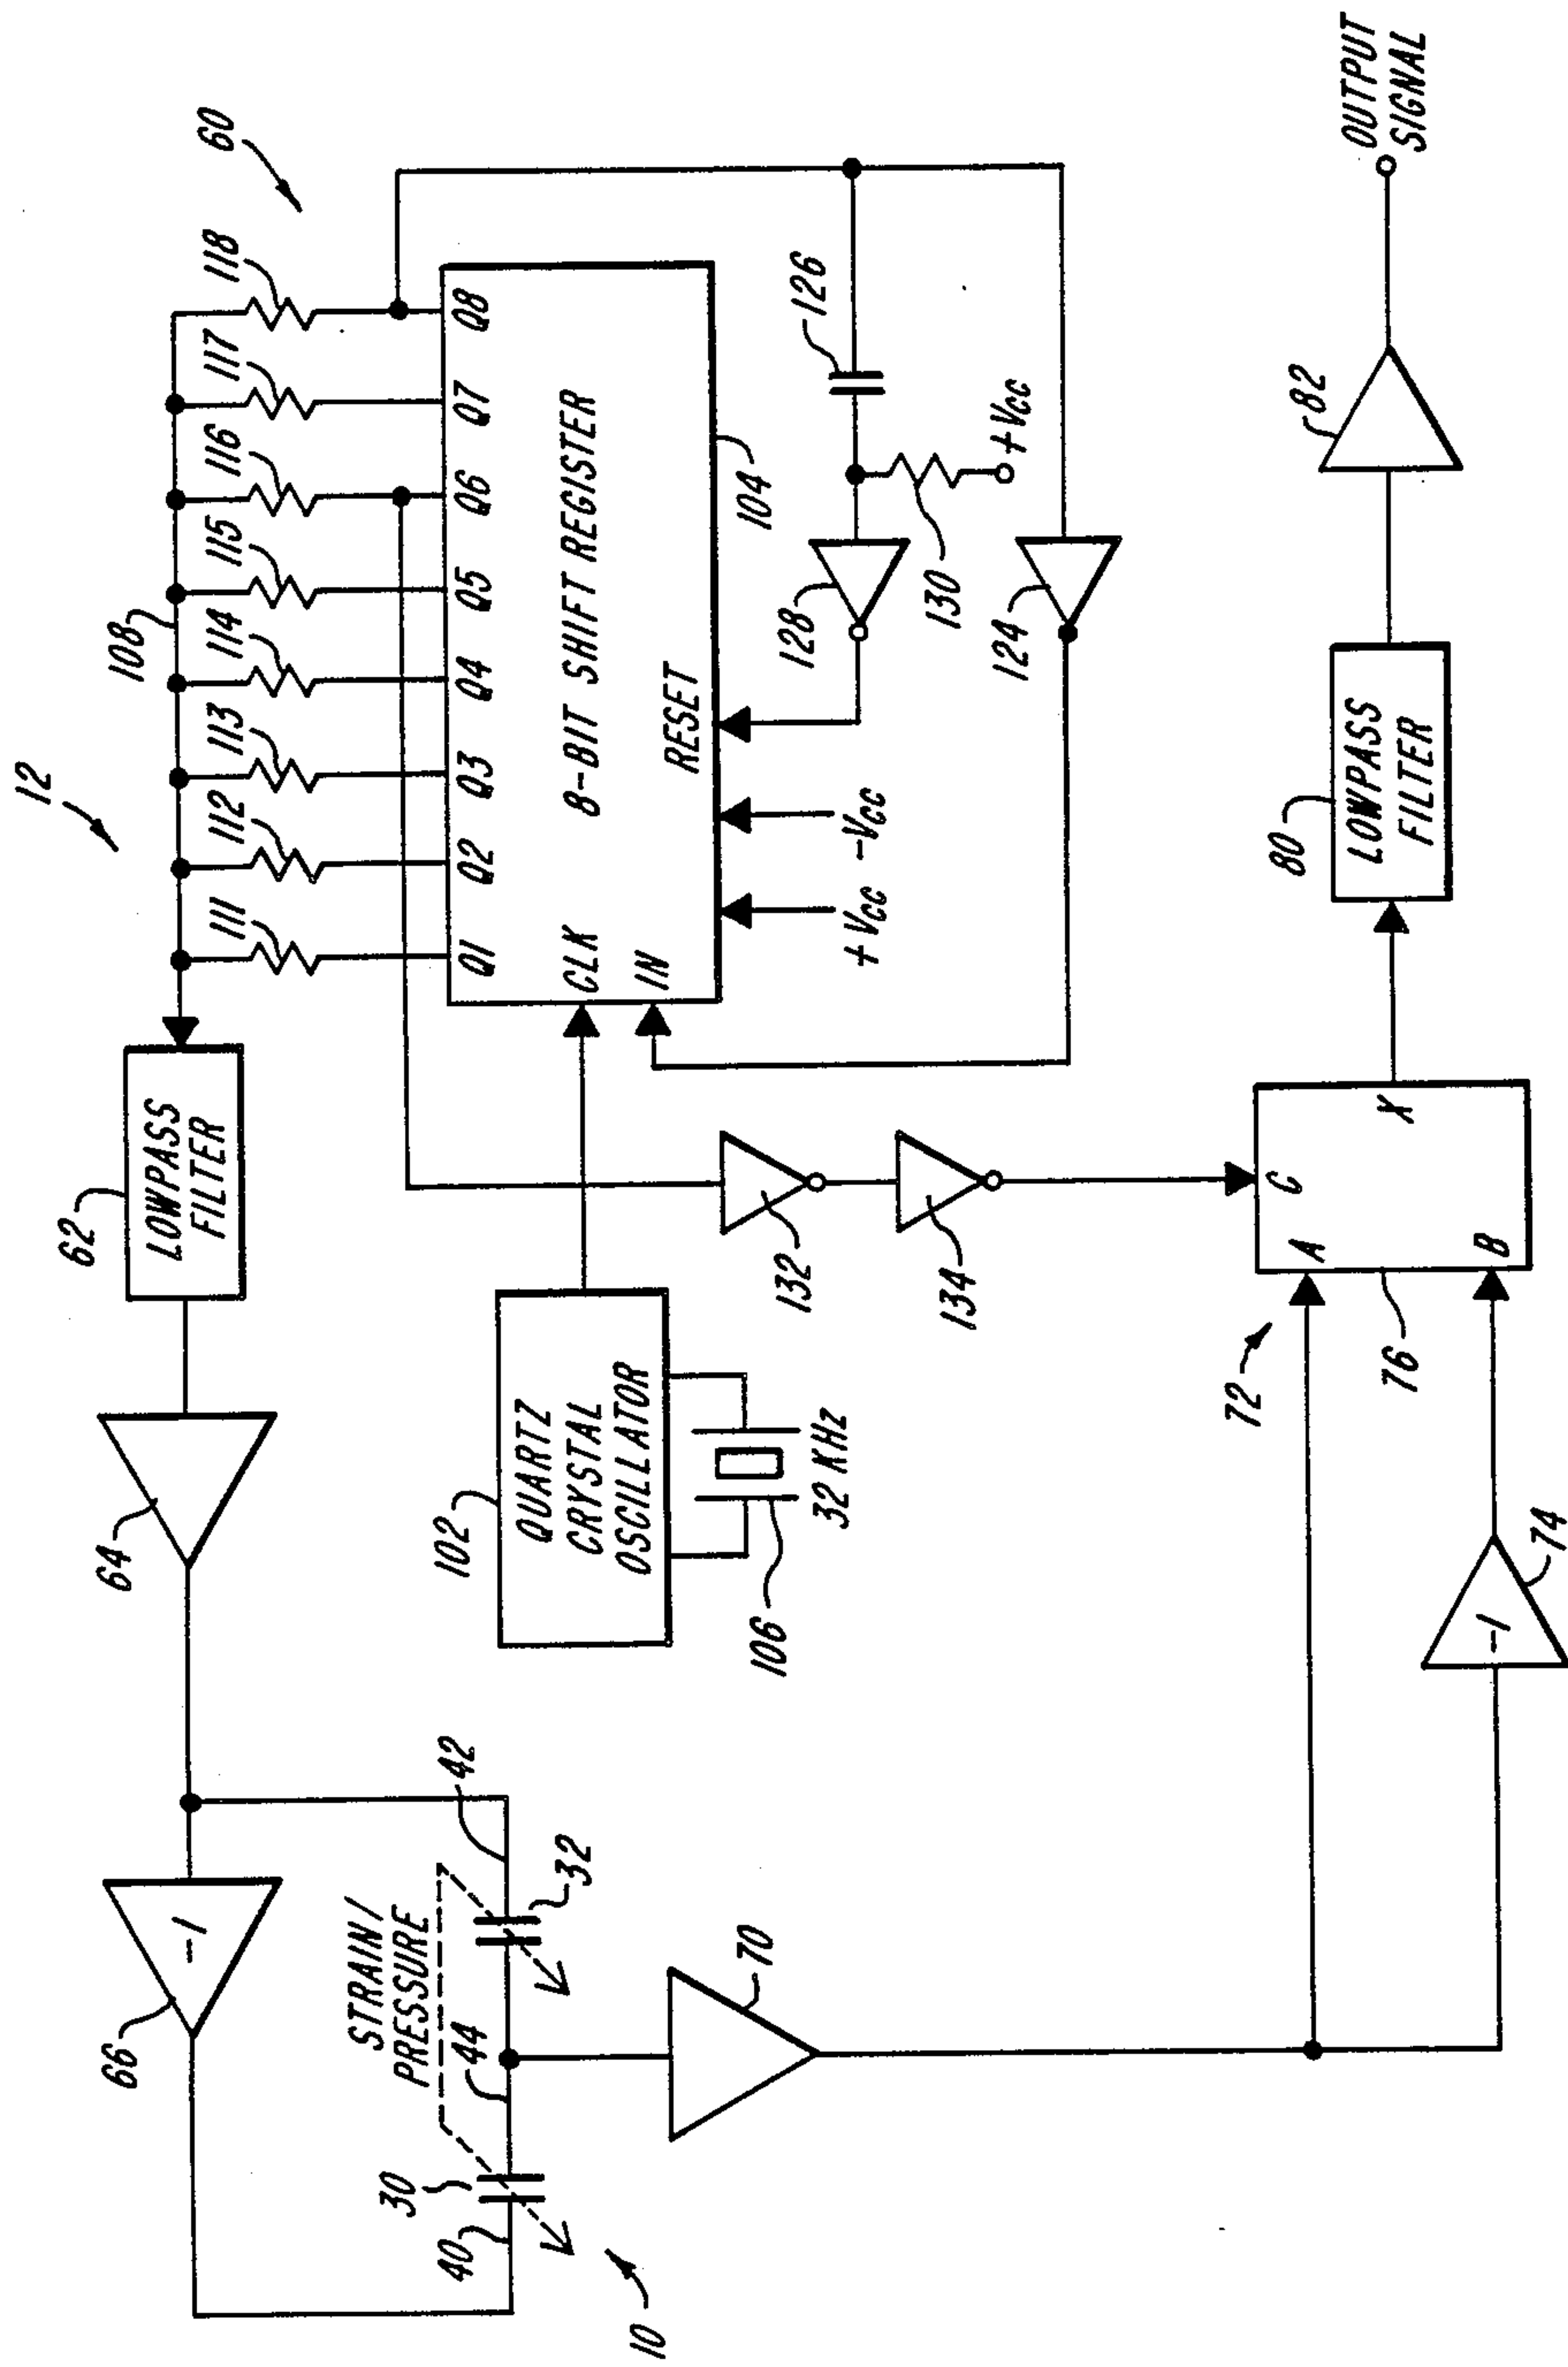 12
60
62
LOWPASS
FILTER
64
66
108
111
112
113
114
115
116
117
118
Q1
Q2
Q3
Q4
Q5
Q6
Q7
Q8
CLK
8-BIT SHIFT REGISTER
IN
RESET
104
+Vcc
-Vcc
126
128
130
+Vcc
124
102
QUARTZ
CRYSTAL
OSCILLATOR
106
32 KHz
132
134
STRAIN/
PRESSURE
42
32
44
30
40
10
70
72
A
C
B
X
76
74
-1
-1
80
LOWPASS
FILTER
82
OUTPUT
SIGNAL